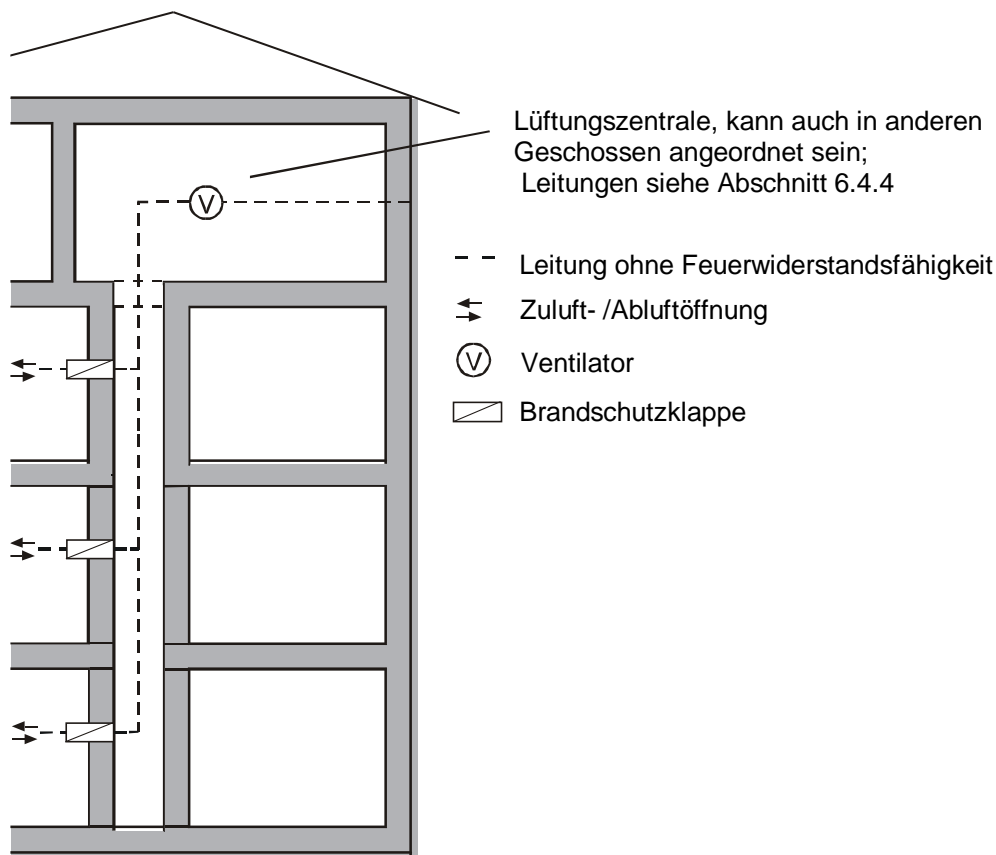 Lüftungszentrale, kann auch in anderen
Geschossen angeordnet sein;
Leitungen siehe Abschnitt 6.4.4
V
Leitung ohne Feuerwiderstandsfähigkeit
Zuluft- /Abluftöffnung
V Ventilator
Brandschutzklappe